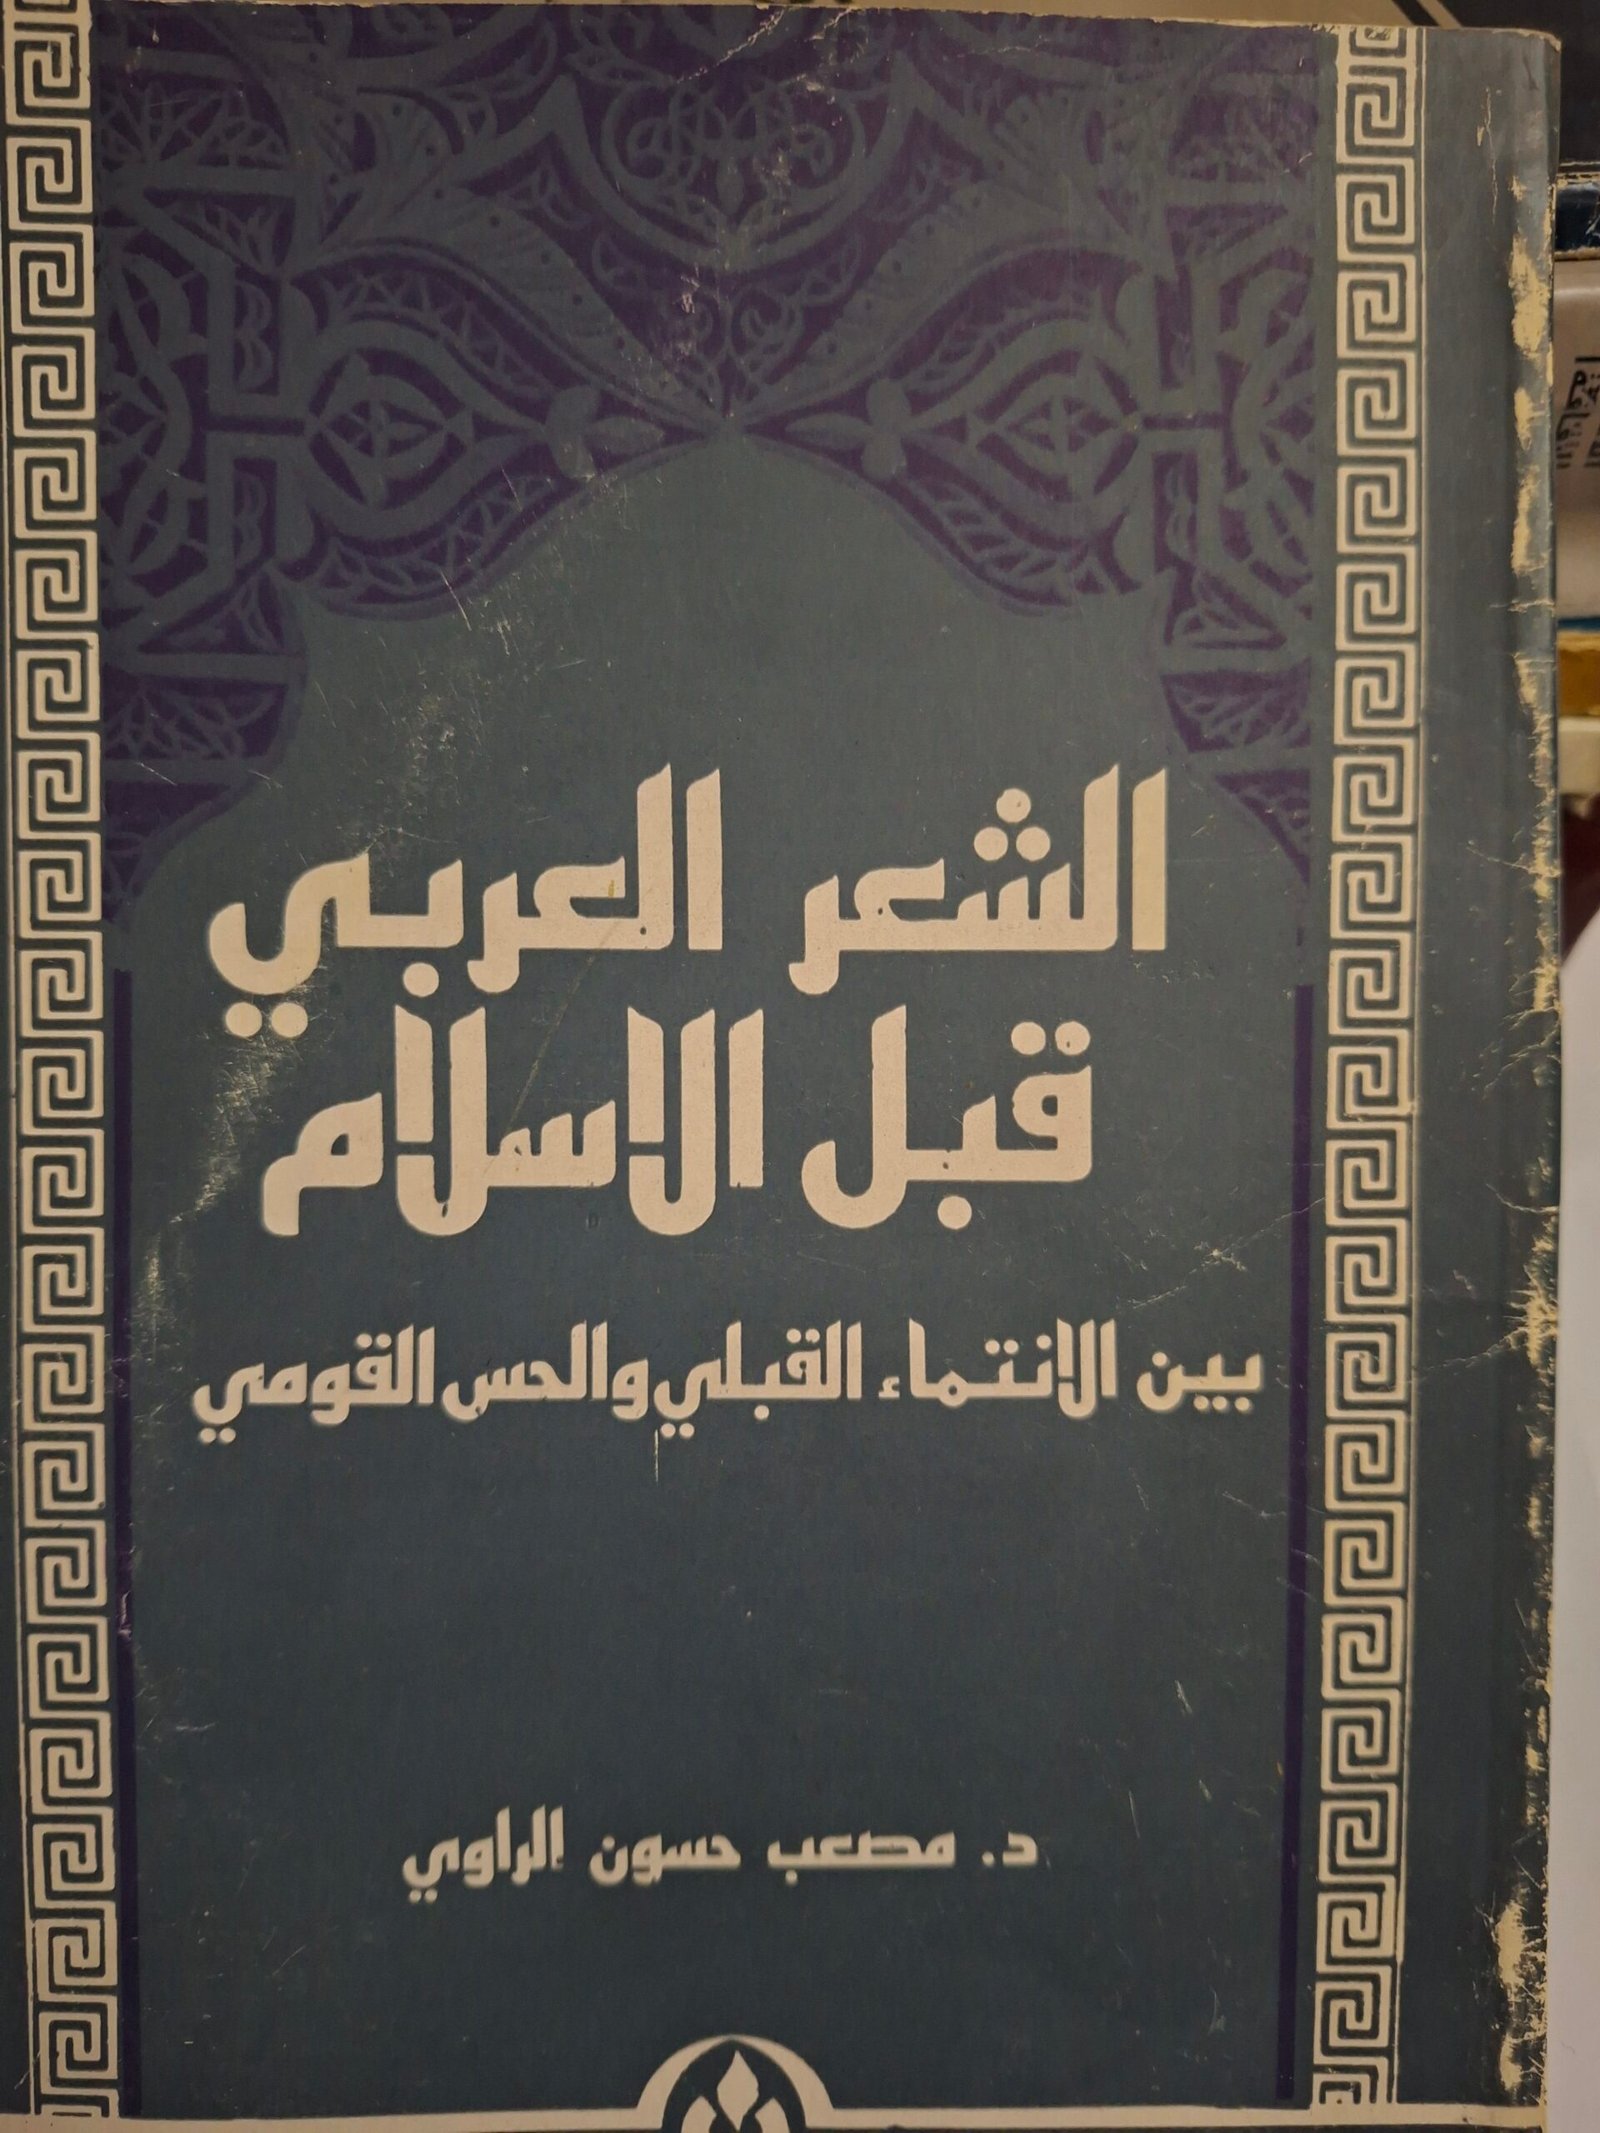 الشعر العربي
قبل الاسلام
بين الانتماء القبلي والحس القومي
د. مصعب حسون الراوي